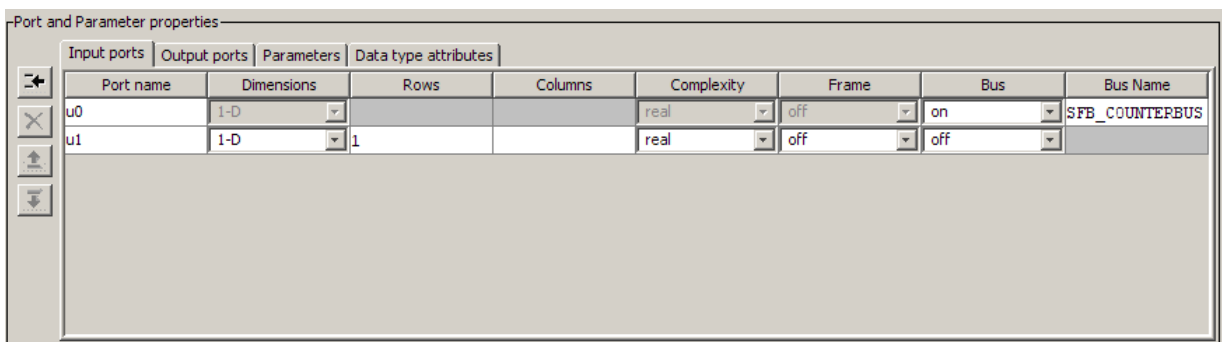 Port and Parameter properties
Input ports Output ports Parameters Data type attributes
Port name Dimensions Rows Columns Complexity Frame Bus Bus Name
u0 1-D real off on SFB_COUNTERBUS
u1 1-D 1 real off off